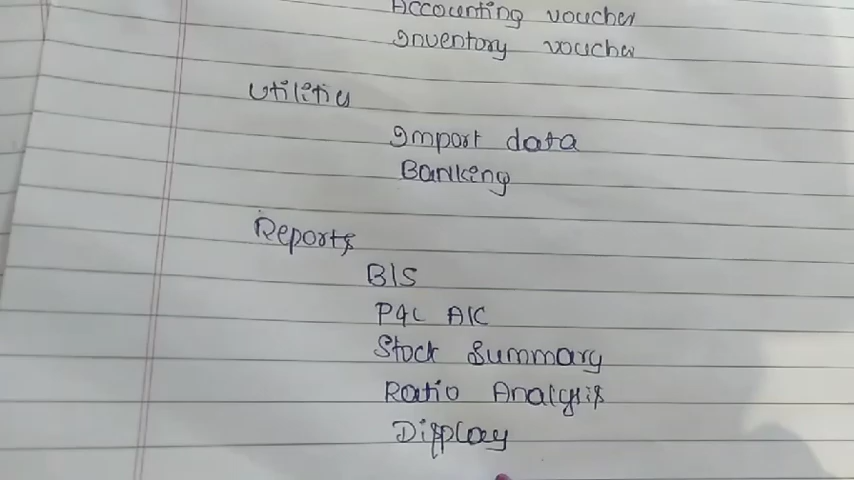 Accounting voucher
Inventory voucher
Utilities
Import data
Banking
Reports
B/S
P&L A/C
Stock Summary
Ratio Analysis
Display